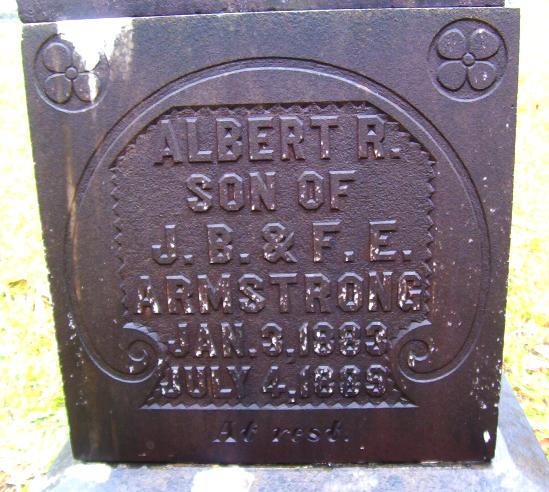 ALBERT R.
SON OF
J. B. & F. E.
ARMSTRONG
JAN. 3. 1883
JULY 4, 1889
At rest.